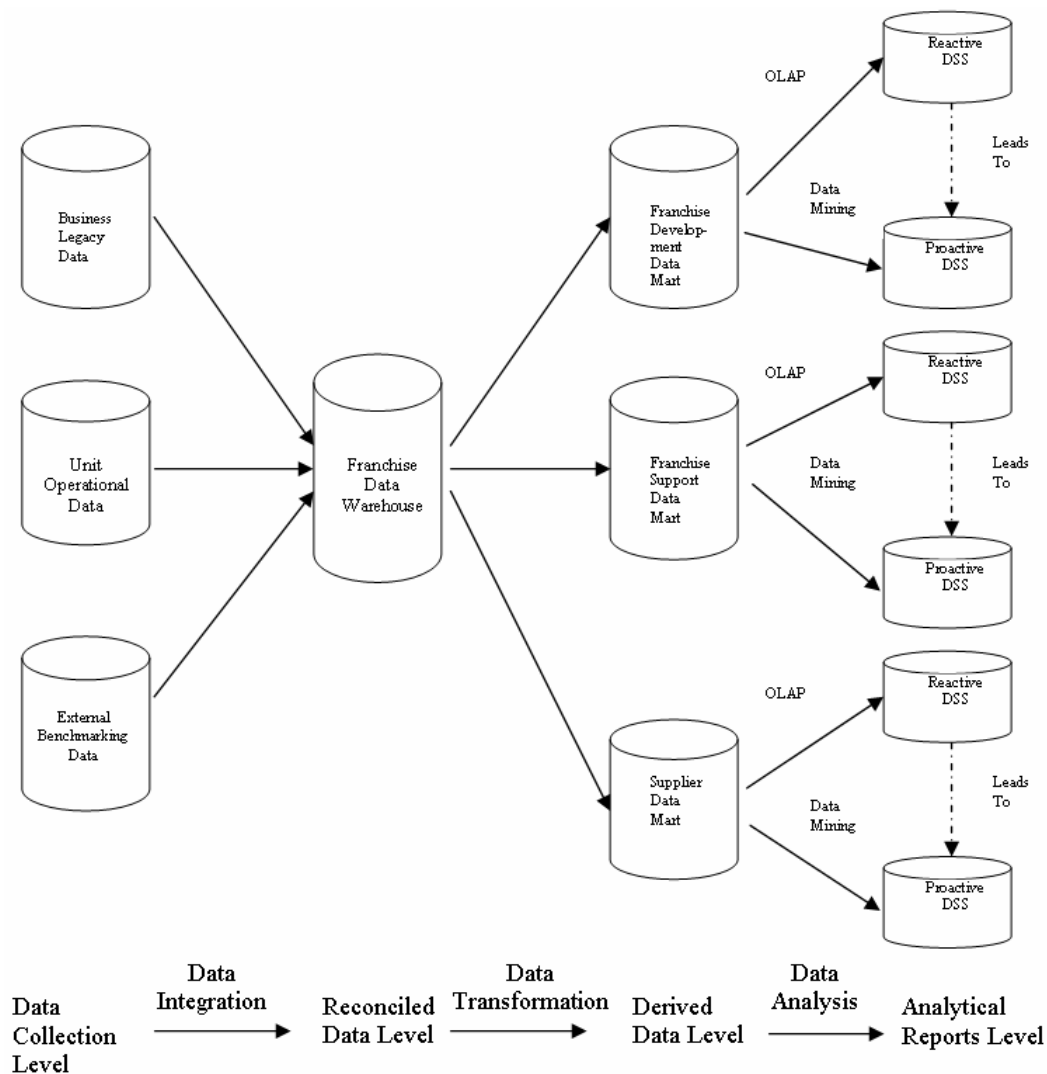 Reactive
DSS
OLAP
Leads
To
Data
Mining
Business
Legacy
Data
Franchise
Develop-
ment
Data
Mart
Proactive
DSS
OLAP
Reactive
DSS
Unit
Operational
Data
Franchise
Data
Warehouse
Franchise
Support
Data
Mart
Data
Mining
Leads
To
Proactive
DSS
External
Benchmarking
Data
OLAP
Reactive
DSS
Supplier
Data
Mart
Data
Mining
Leads
To
Proactive
DSS
Data
Collection
Level
Data
Integration
Reconciled
Data Level
Data
Transformation
Derived
Data Level
Data
Analysis
Analytical
Reports Level